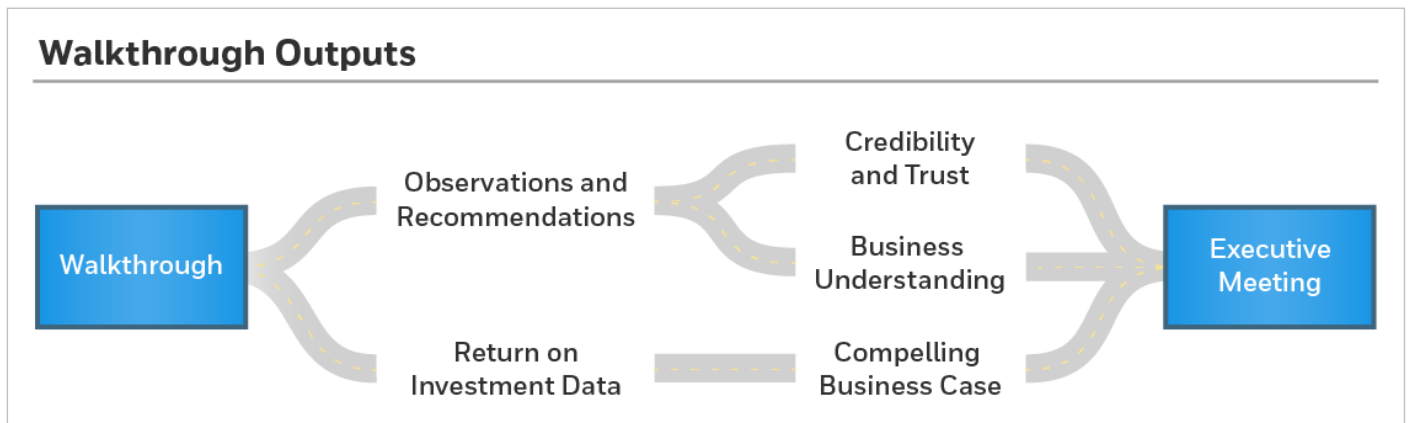 Walkthrough Outputs
Walkthrough
Observations and
Recommendations
Return on
Investment Data
Credibility
and Trust
Business
Understanding
Compelling
Business Case
Executive
Meeting